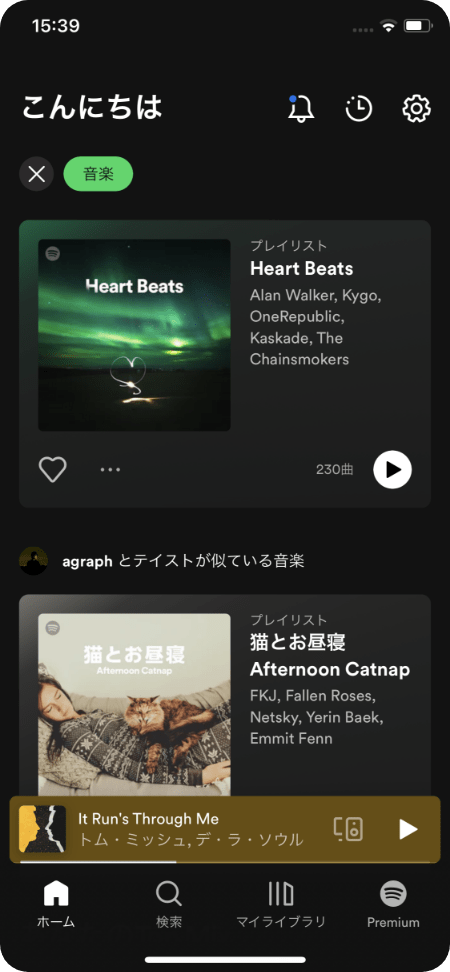 15:39
こんにちは
音楽
Heart Beats
プレイリスト
Heart Beats
Alan Walker, Kygo,
OneRepublic,
Kaskade, The
Chainsmokers
230曲
agraph とテイストが似ている音楽
猫とお昼寝
Afternoon Catnap
プレイリスト
猫とお昼寝
Afternoon Catnap
FKJ, Fallen Roses,
Netsky, Yerin Baek,
Emmit Fenn
It Run's Through Me
トム・ミッシュ, デ・ラ・ソウル
ホーム
検索
マイライブラリ
Premium